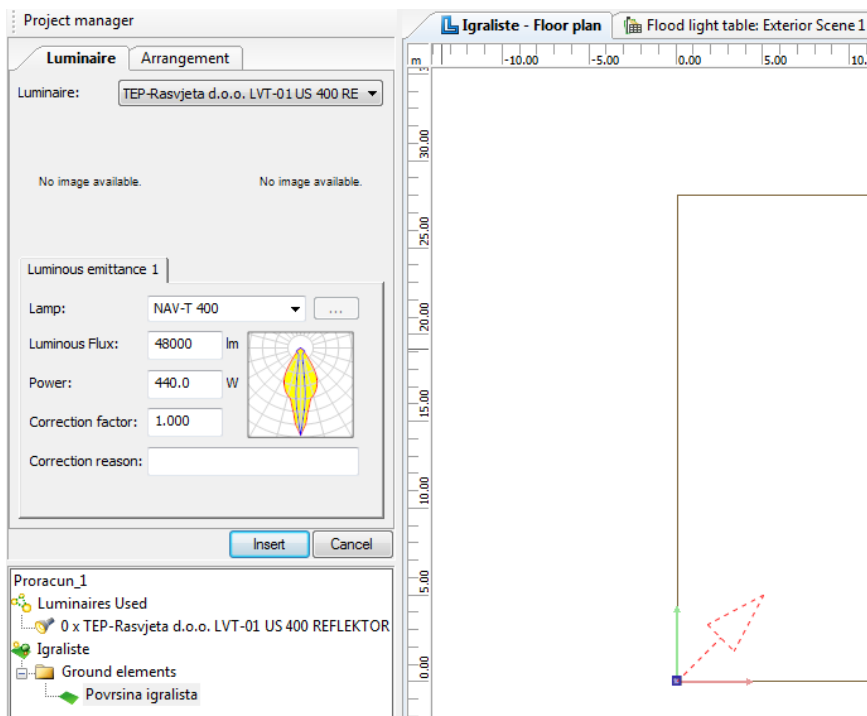 Project manager
Luminaire Arrangement
Luminaire: TEP-Rasvjeta d.o.o. LVT-01 US 400 RE
No image available. No image available.
Luminous emittance 1
Lamp: NAV-T 400 ...
Luminous Flux: 48000 lm
Power: 440.0 W
Correction factor: 1.000
Correction reason:
Insert Cancel
Proracun_1
Luminaires Used
0 x TEP-Rasvjeta d.o.o. LVT-01 US 400 REFLEKTOR
Igraliste
Ground elements
Povrsina igralista
Igraliste - Floor plan Flood light table: Exterior Scene 1
m -10.00 -5.00 0.00 5.00 10.
30.00
25.00
20.00
15.00
10.00
5.00
0.00